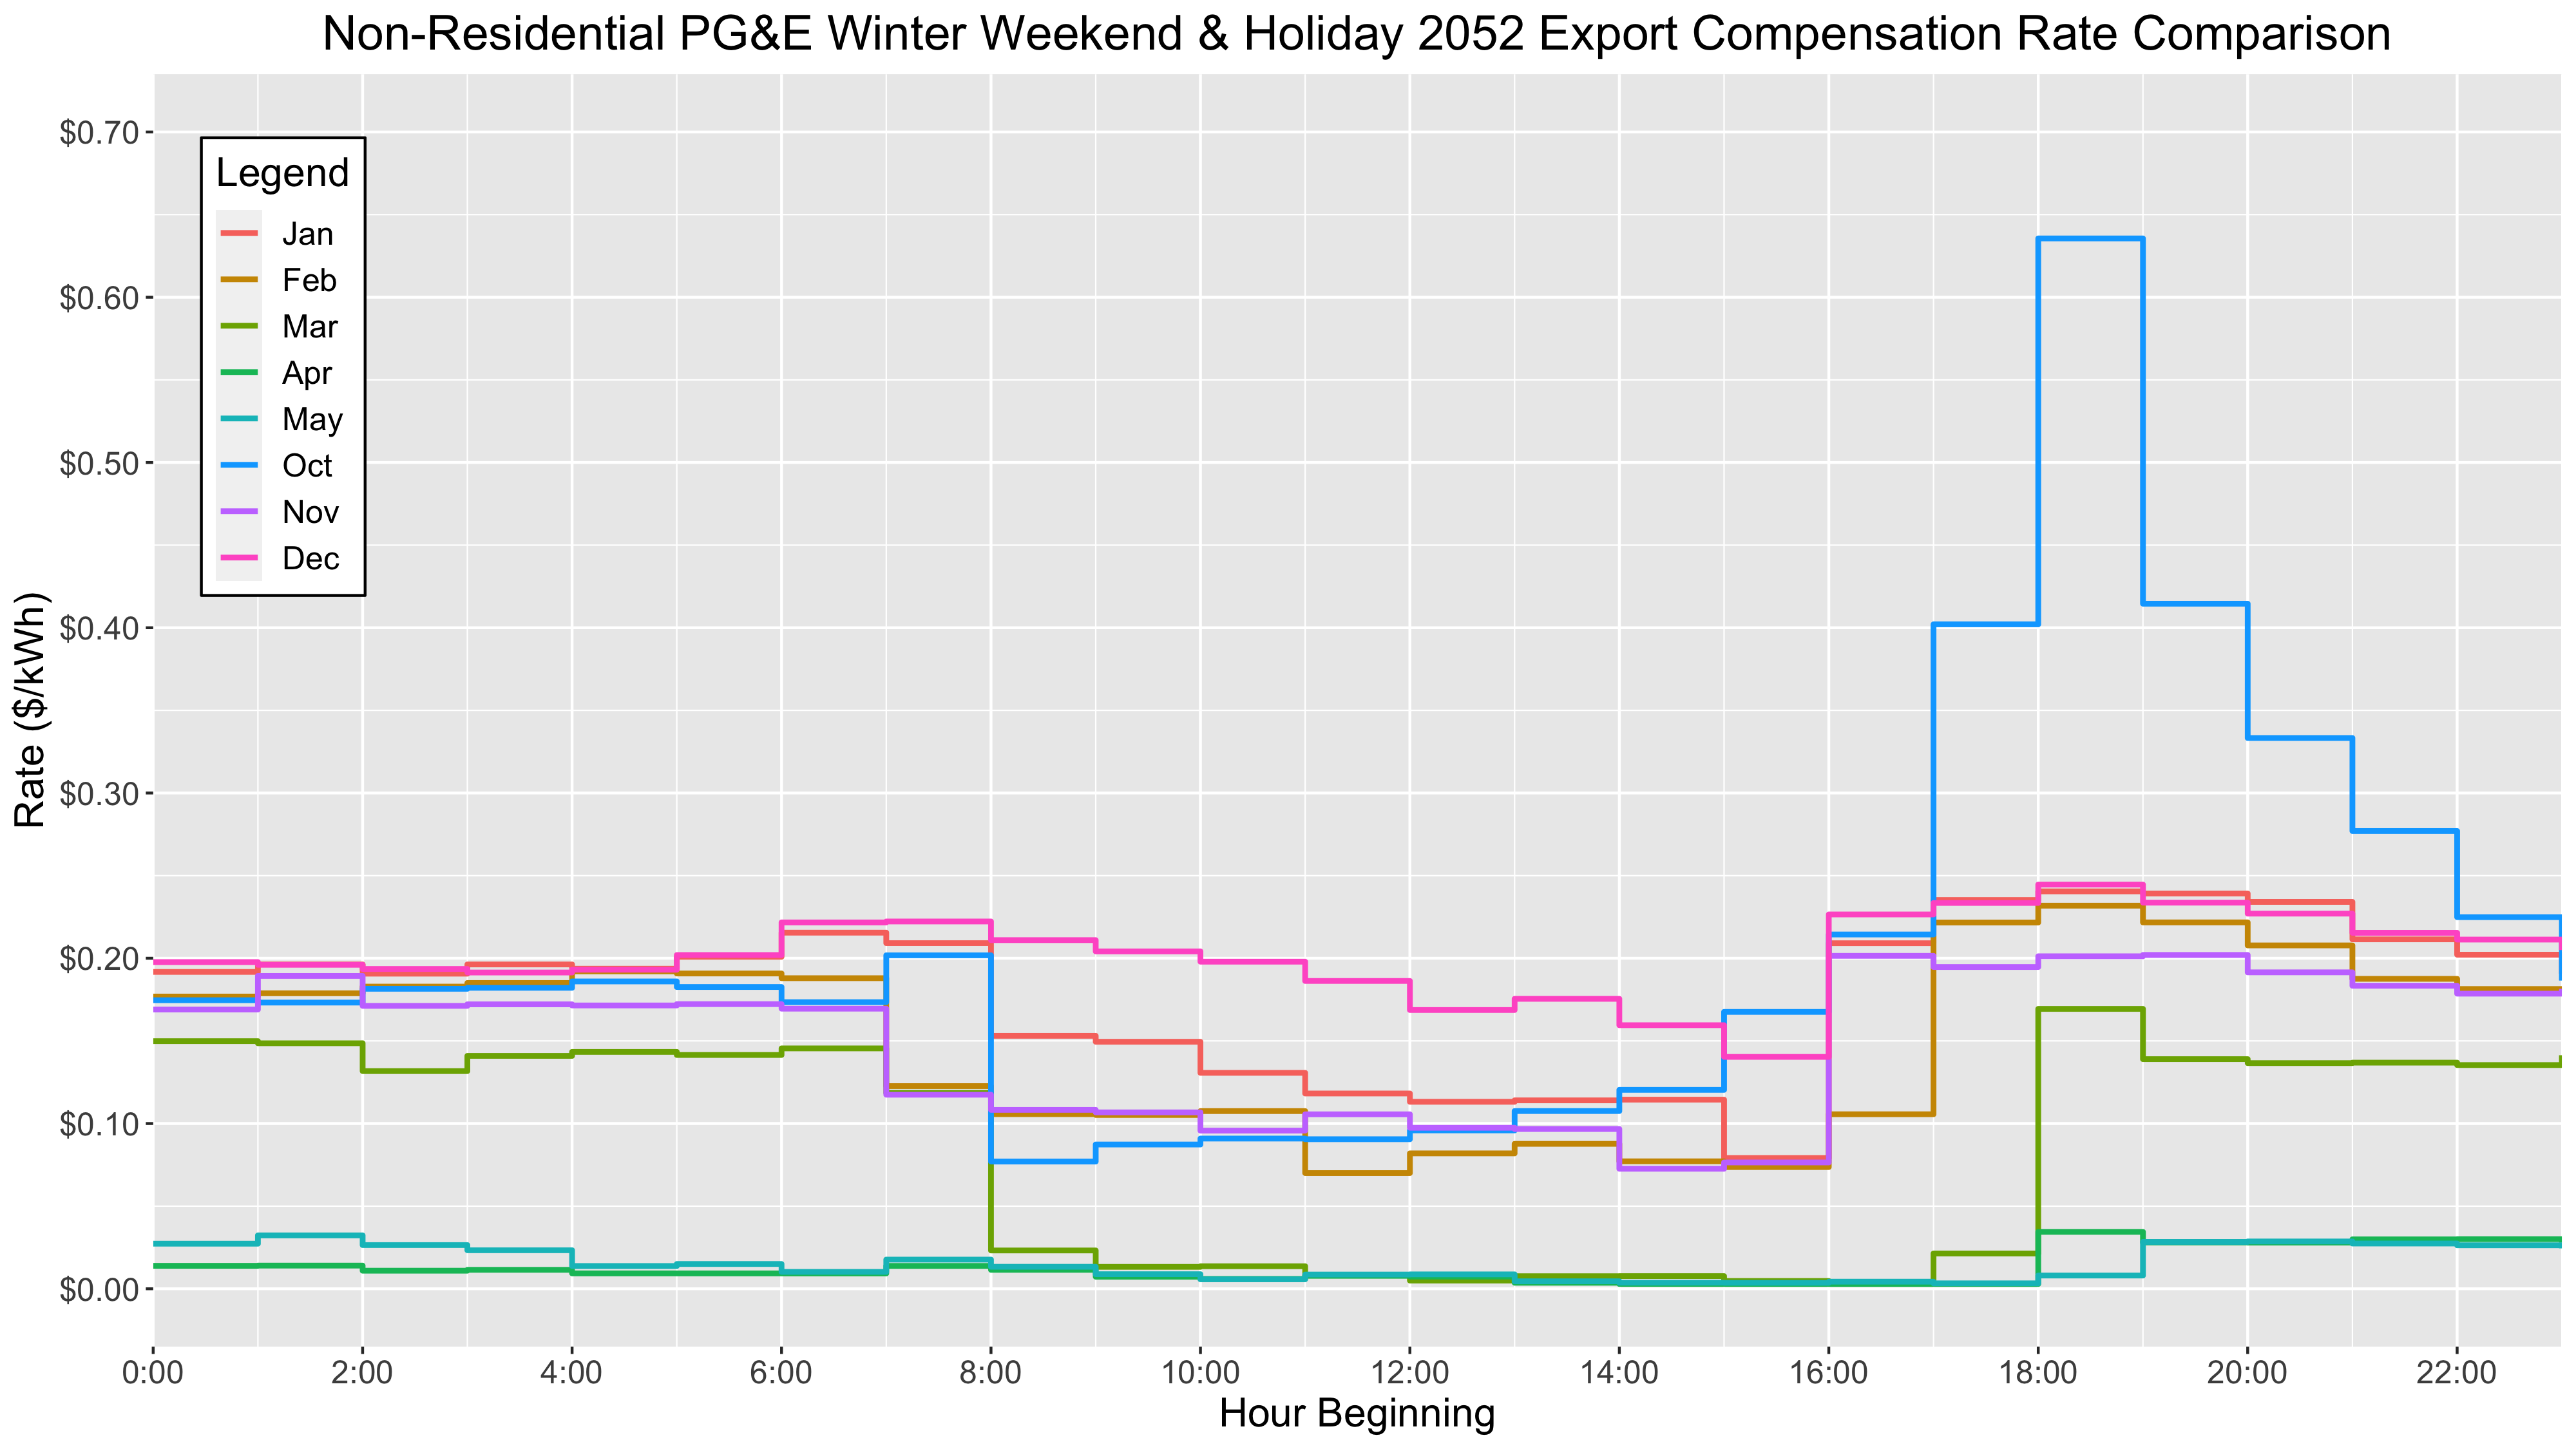 Non-Residential PG&E Winter Weekend & Holiday 2052 Export Compensation Rate Comparison
$0.70
$0.60
$0.50
$0.40
$0.30
$0.20
$0.10
$0.00
Rate ($/kWh)
Legend
Jan
Feb
Mar
Apr
May
Oct
Nov
Dec
0:00 2:00 4:00 6:00 8:00 10:00 12:00 14:00 16:00 18:00 20:00 22:00
Hour Beginning